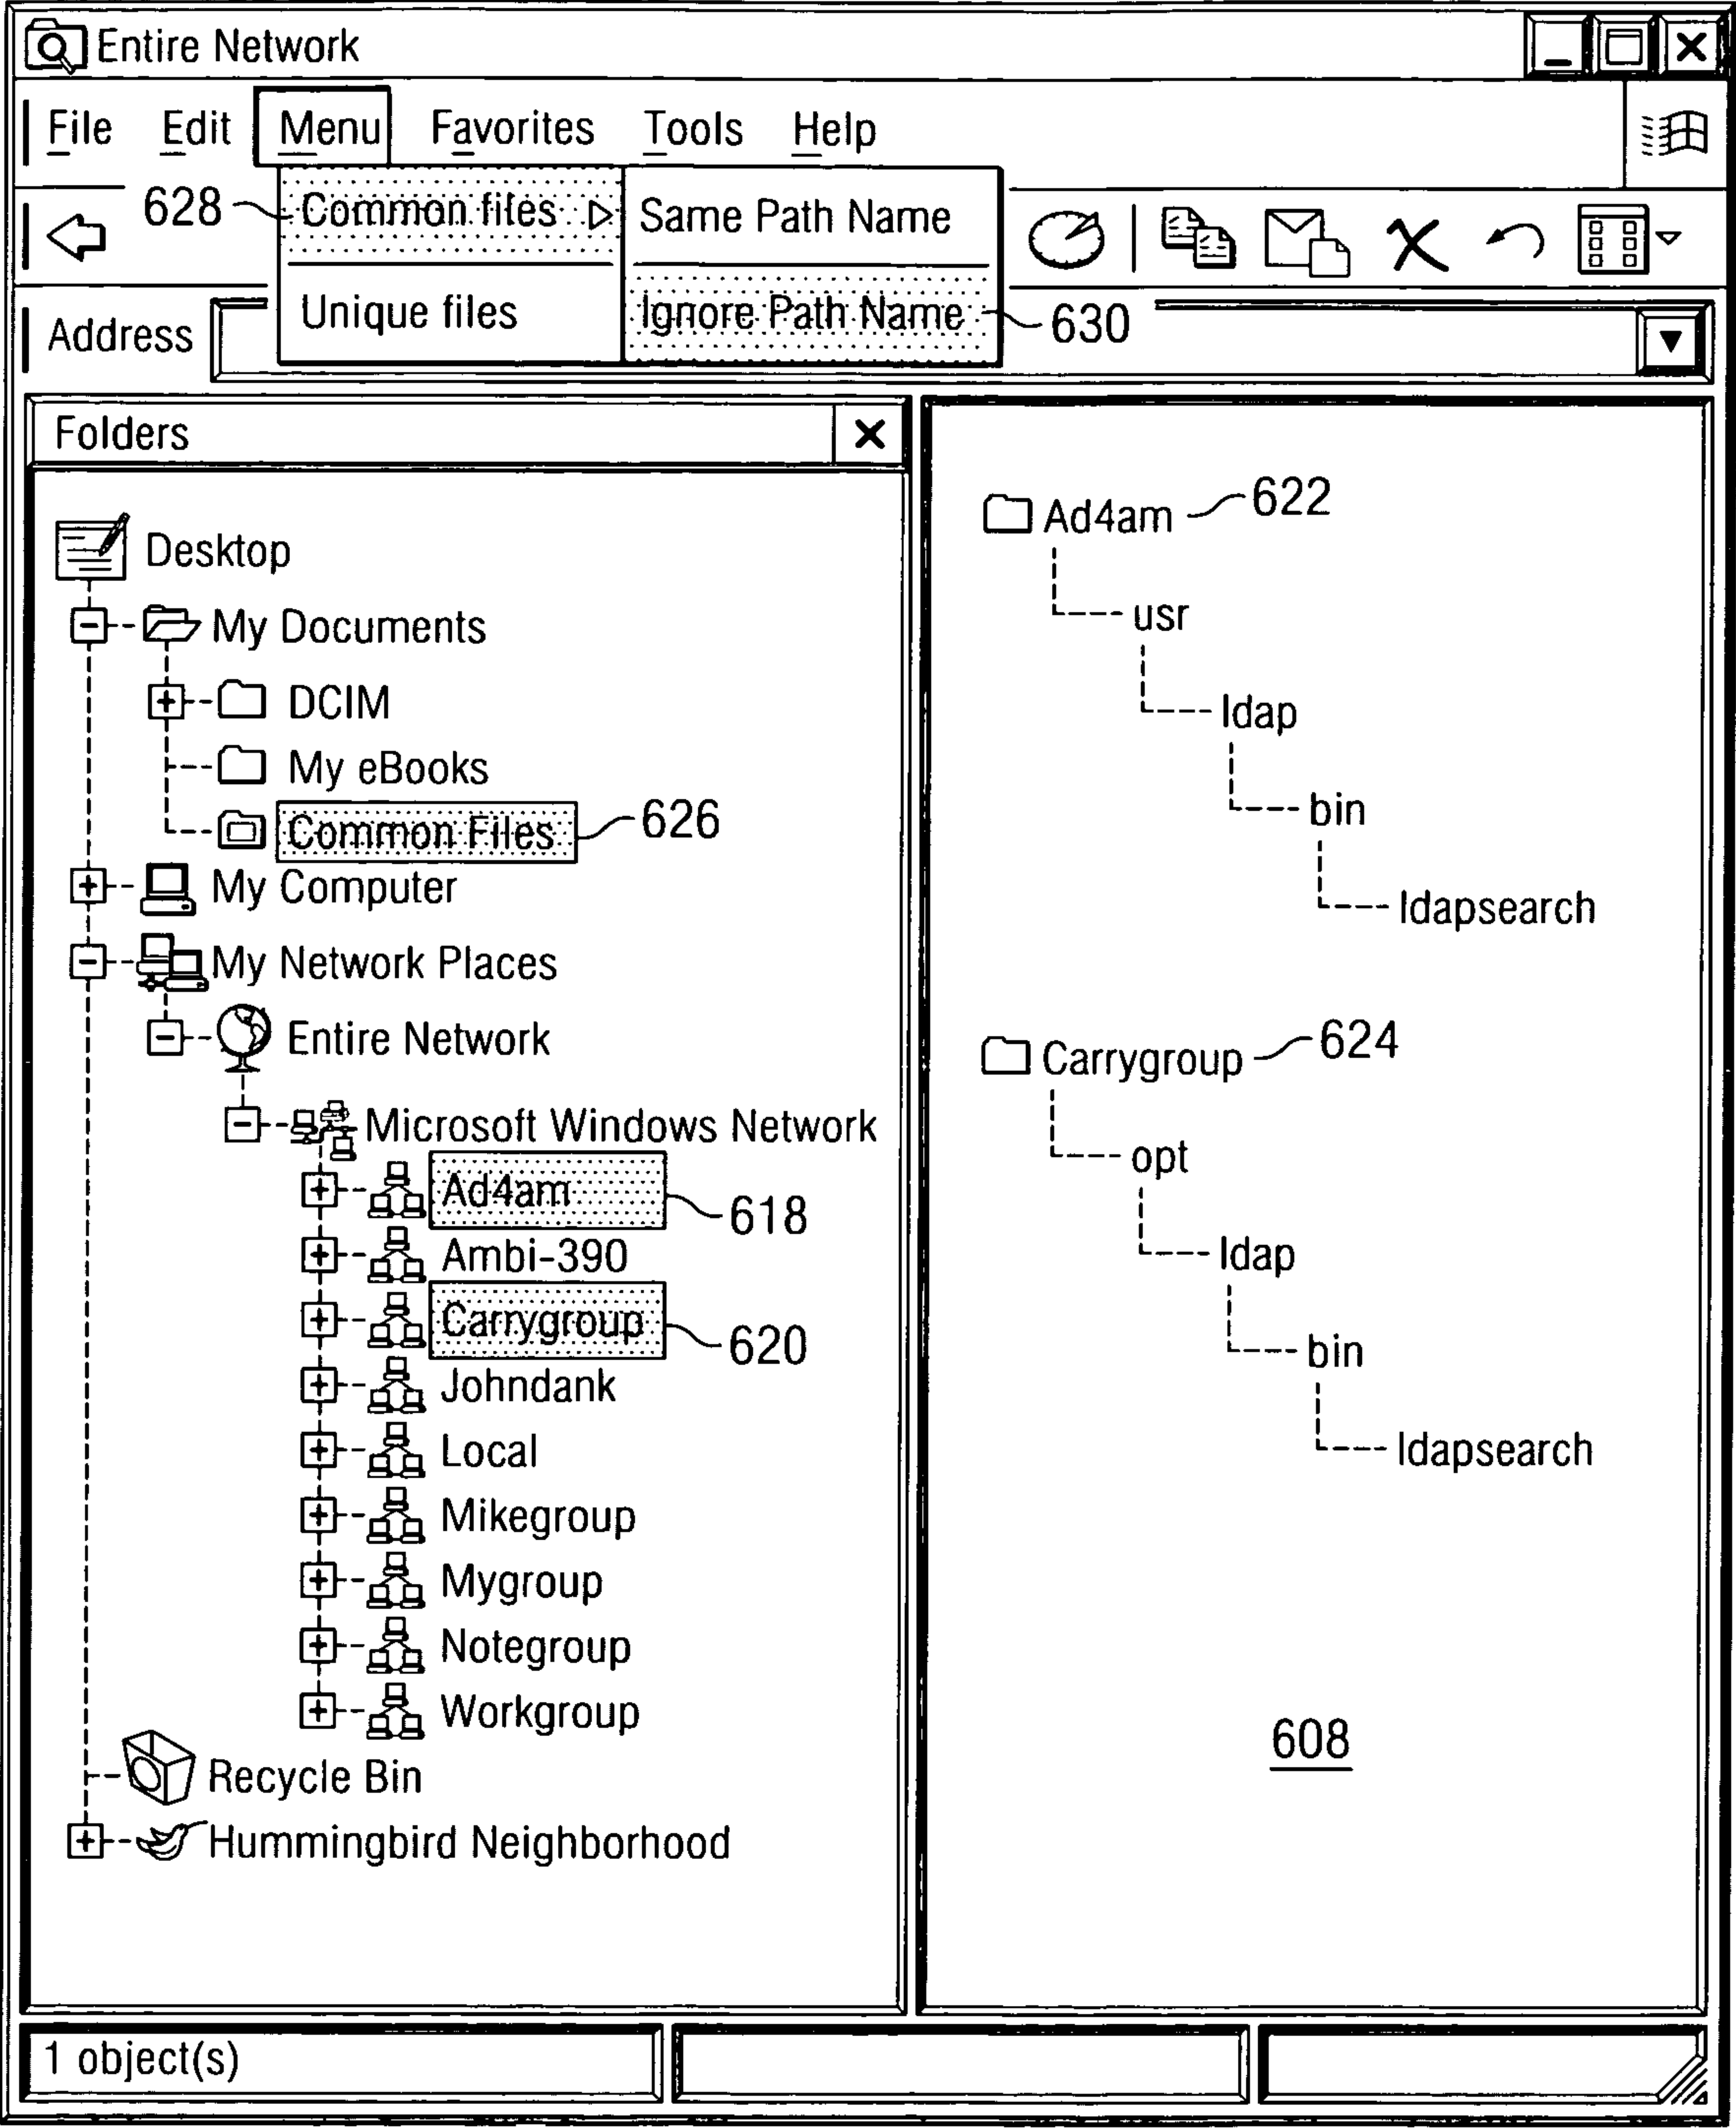 Entire Network
File Edit Menu Favorites Tools Help
628 Common files Same Path Name
Unique files Ignore Path Name 630
Address
Folders
Desktop
My Documents
DCIM
My eBooks
Common Files 626
My Computer
My Network Places
Entire Network
Microsoft Windows Network
Ad4am 618
Ambi-390
Carrygroup 620
Johndank
Local
Mikegroup
Mygroup
Notegroup
Workgroup
Recycle Bin
Hummingbird Neighborhood
Ad4am 622
usr
ldap
bin
ldapsearch
Carrygroup 624
opt
ldap
bin
ldapsearch
608
1 object(s)